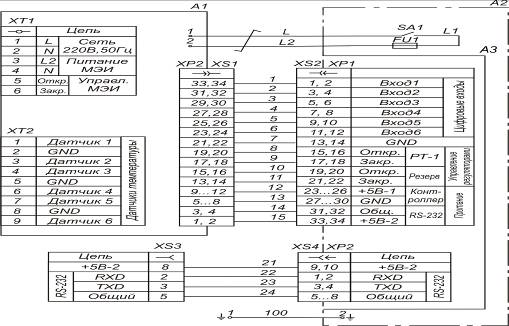 A1
A2
A3
XT1
Цепь
1 L Сеть
2 N 220В,50Гц
3 L2 Питание
4 N МЭИ
5 Откр. Управл.
6 Закр. МЭИ
1 L SA1
2 L2 FU1 L1
XP2 XS1
XS2 XP1
33,34 1 1, 2 Вход1
31,32 2 3, 4 Вход2
29,30 3 5, 6 Вход3
27,28 4 7, 8 Вход4
25,26 5 9, 10 Вход5
23,24 6 11, 12 Вход6
Цифровые входы
21,22 7 13,14 GND
19,20 8 15, 16 Откр. РТ-1
17,18 9 17, 18 Закр.
15,16 10 19, 20 Откр. Резерв
13,14 11 21, 22 Закр.
Управление
9...12 12 23...26 +5В-1 Конт-
5...8 13 27...30 GND роллер
3, 4 14 31,32 Общ. RS-232
1, 2 15 33,34 +5В-2
Питание
XT2
1 Датчик 1
2 GND
3 Датчик 2
4 Датчик 3
5 GND
6 Датчик 4
7 Датчик 5
8 GND
9 Датчик 6
Датчики температуры
XS3
Цепь
+5В-2 8
RXD 2
TXD 3
Общий 5
RS-232
21
22
23
24
XS4 XP2
Цепь
9,10 +5В-2
1,2 RXD
3,4 TXD
5...8 Общий
RS-232
1 100 2